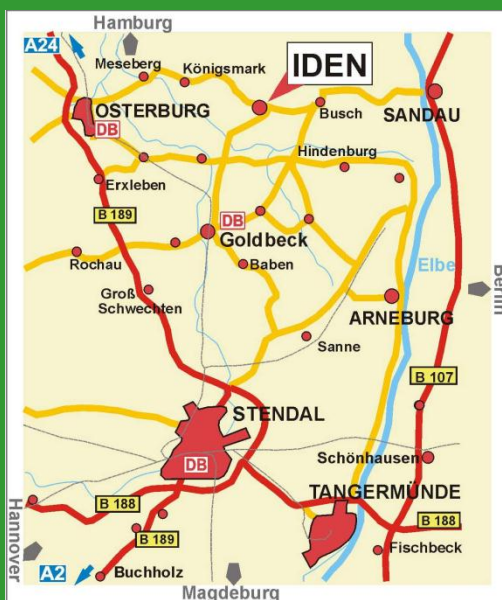 Hamburg
A24
Meseberg
Königsmark
IDEN
OSTERBURG
DB
Busch
SANDAU
Hindenburg
Erxleben
B 189
DB
Goldbeck
Rochau
Baben
Elbe
Berlin
Groß
Schwechten
ARNEBURG
Sanne
B 107
STENDAL
DB
Schönhausen
TANGERMÜNDE
B 188
B 188
Hannover
B 189
Fischbeck
A2
Buchholz
Magdeburg